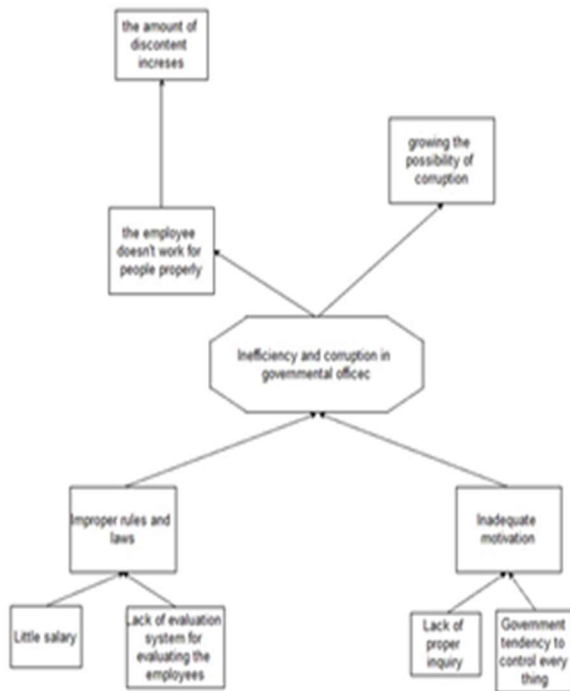 the amount of
discontent
increses
growing the
possibility of
corruption
the employee
doesn't work for
people properly
Inefficiency and corruption in
governmental officec
Improper rules and
laws
Inadequate
motivation
Little salary
Lack of evaluation
system for
evaluating the
employees
Lack of
proper
inquiry
Government
tendency to
control every
thing